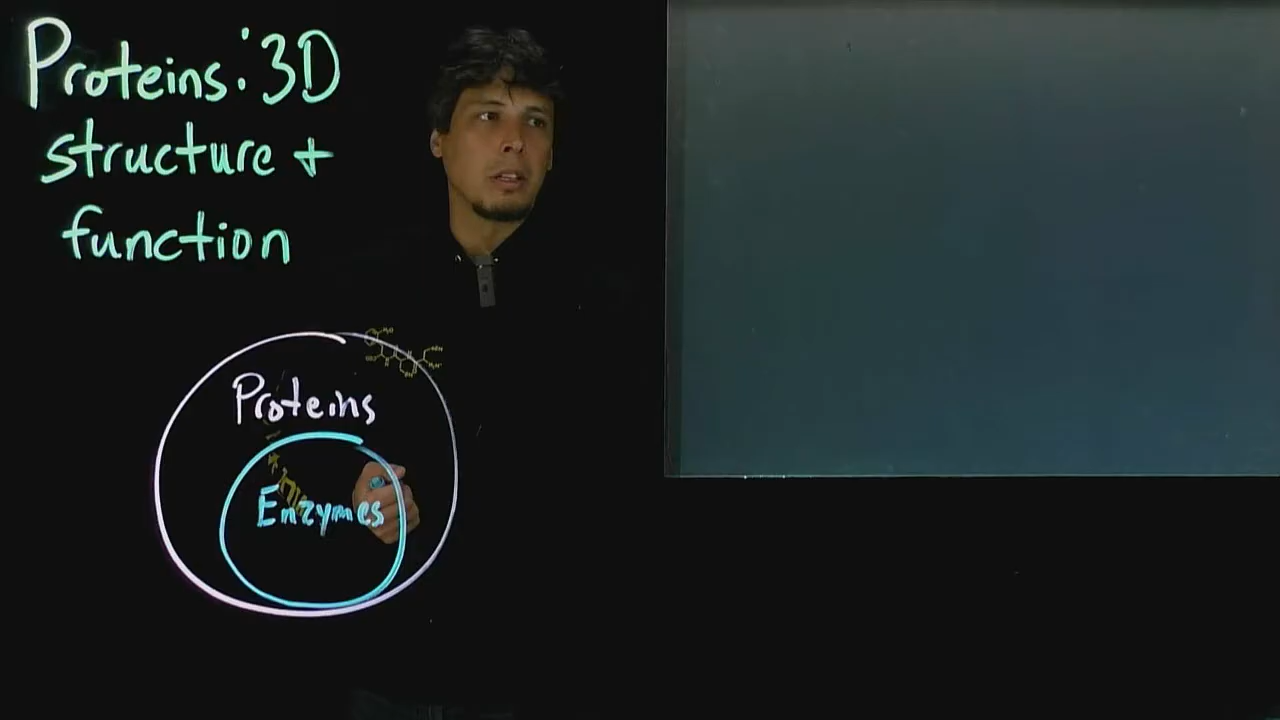 Proteins: 3D
structure +
function
Proteins
Enzymes